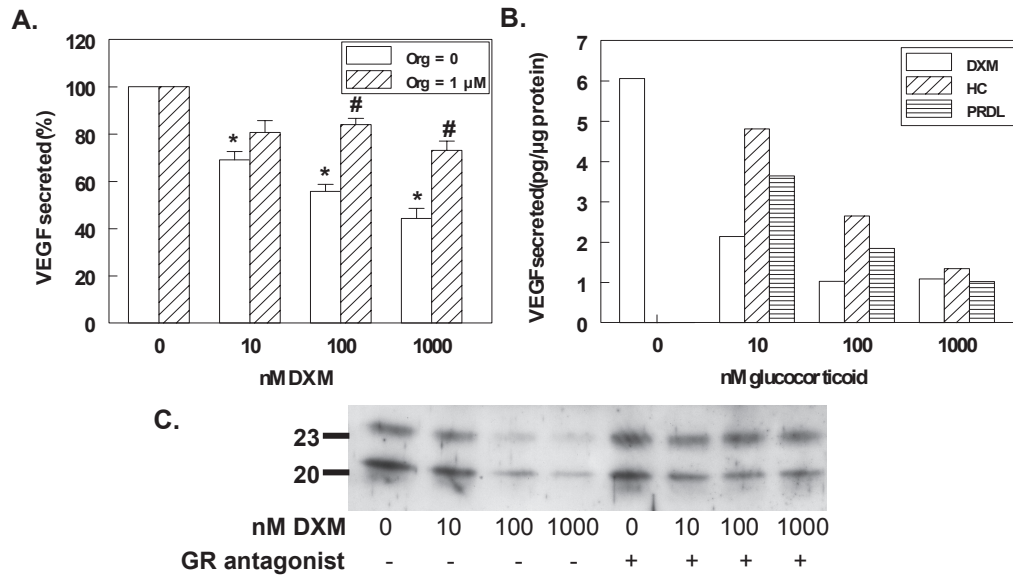 A.
Org = 0
Org = 1 µM
VEGF secreted (%)
120
100
80
60
40
20
0
* * * # #
0 10 100 1000
nM DXM
B.
DXM
HC
PRDL
VEGF secreted (pg/µg protein)
7
6
5
4
3
2
1
0
0 10 100 1000
nM glucocorticoid
C.
23
20
nM DXM 0 10 100 1000 0 10 100 1000
GR antagonist - - - - + + + +